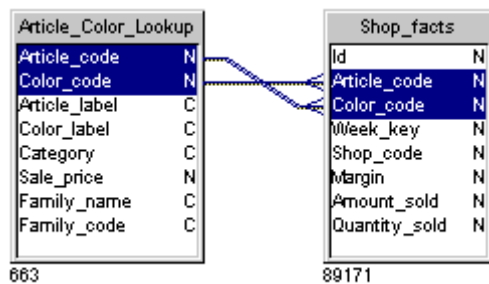 Article_Color_Lookup
Article_code N
Color_code N
Article_label C
Color_label C
Category C
Sale_price N
Family_name C
Family_code C
663
Shop_facts
Id N
Article_code N
Color_code N
Week_key N
Shop_code N
Margin N
Amount_sold N
Quantity_sold N
89171